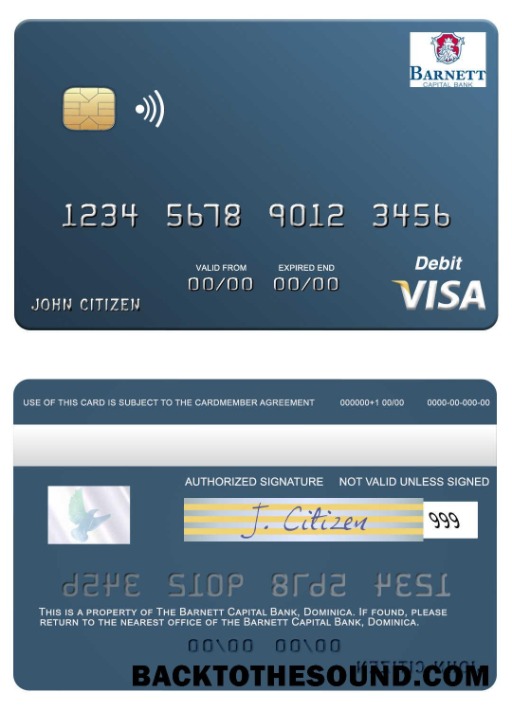 BARNETT
CAPITAL BANK
1234 5678 9012 3456
VALID FROM EXPIRED END
00/00 00/00
Debit
JOHN CITIZEN
VISA
USE OF THIS CARD IS SUBJECT TO THE CARDMEMBER AGREEMENT 000000+1 00/00 0000-00-000-00
AUTHORIZED SIGNATURE NOT VALID UNLESS SIGNED
J. Citizen 999
THIS IS A PROPERTY OF THE BARNETT CAPITAL BANK, DOMINICA. IF FOUND, PLEASE
RETURN TO THE NEAREST OFFICE OF THE BARNETT CAPITAL BANK, DOMINICA.
00/00 00/00
BACKTOTHESOUND.COM